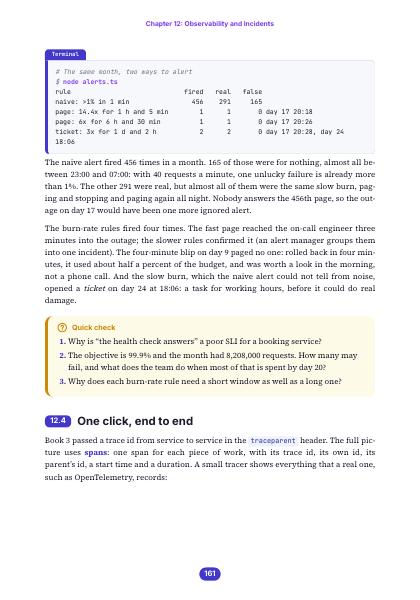 Chapter 12: Observability and Incidents
Terminal
# The same month, two ways to alert
$ node alerts.ts
rule fired real false
naive: >1% in 1 min 456 291 165
page: 14.4x for 1 h and 5 min 1 1 0 day 17 20:18
page: 6x for 6 h and 30 min 1 1 0 day 17 20:26
ticket: 3x for 1 d and 2 h 2 2 0 day 17 20:28, day 24
18:06
The naive alert fired 456 times in a month. 165 of those were for nothing, almost all be-
tween 23:00 and 07:00: with 40 requests a minute, one unlucky failure is already more
than 1%. The other 291 were real, but almost all of them were the same slow burn, pag-
ing and stopping and paging again all night. Nobody answers the 456th page, so the out-
age on day 17 would have been one more ignored alert.
The burn-rate rules fired four times. The fast page reached the on-call engineer three
minutes into the outage; the slower rules confirmed it (an alert manager groups them
into one incident). The four-minute blip on day 9 paged no one: rolled back in four min-
utes, it used about half a percent of the budget, and was worth a look in the morning,
not a phone call. And the slow burn, which the naive alert could not tell from noise,
opened a ticket on day 24 at 18:06: a task for working hours, before it could do real
damage.
Quick check
1. Why is "the health check answers" a poor SLI for a booking service?
2. The objective is 99.9% and the month had 8,208,000 requests. How many may
fail, and what does the team do when most of that is spent by day 20?
3. Why does each burn-rate rule need a short window as well as a long one?
12.4 One click, end to end
Book 3 passed a trace id from service to service in the traceparent header. The full pic-
ture uses spans: one span for each piece of work, with its trace id, its own id, its
parent's id, a start time and a duration. A small tracer shows everything that a real one,
such as OpenTelemetry, records:
161